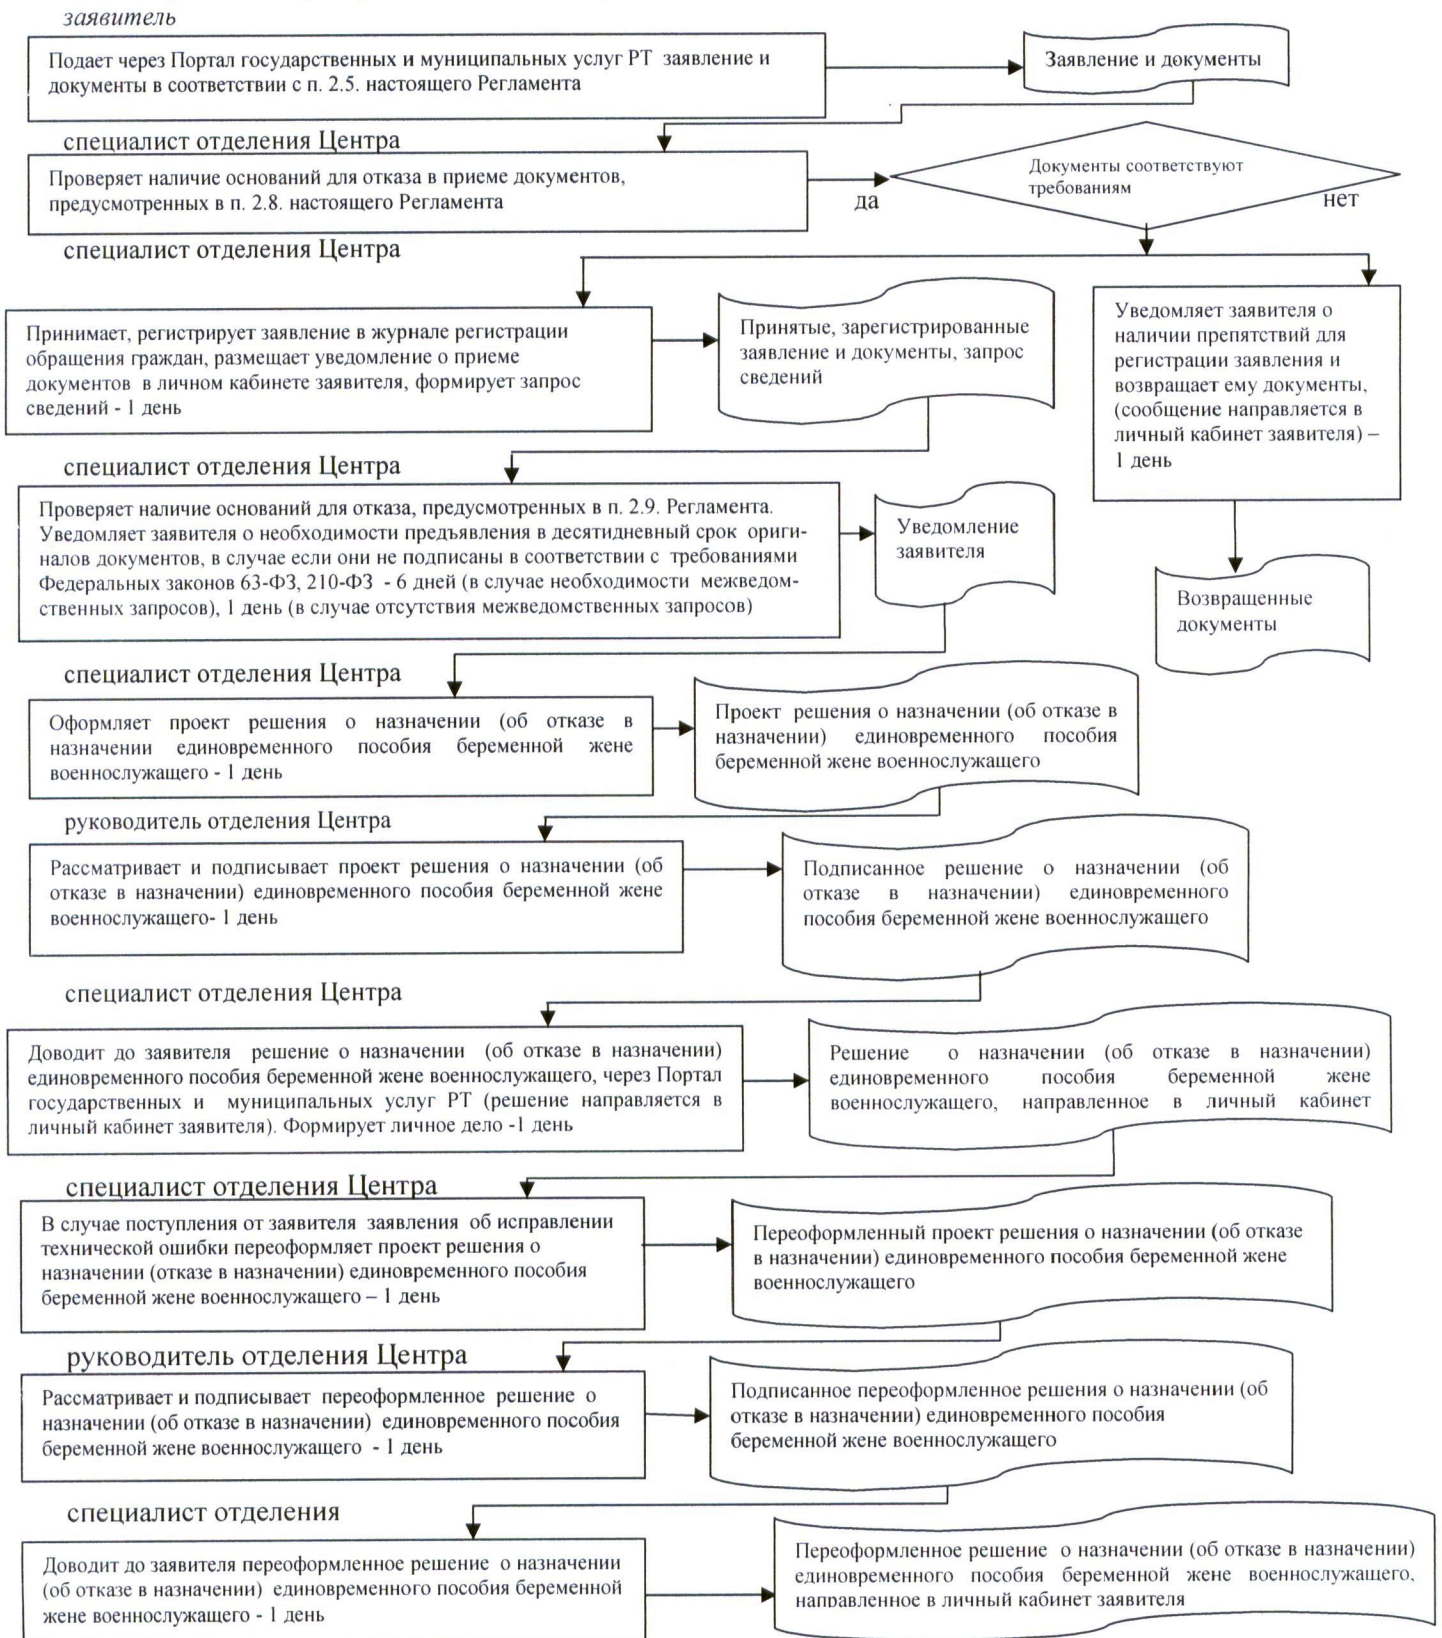 заявитель
Подает через Портал государственных и муниципальных услуг РТ заявление и
документы в соответствии с п. 2.5. настоящего Регламента
Заявление и документы
специалист отделения Центра
Проверяет наличие оснований для отказа в приеме документов,
предусмотренных в п. 2.8. настоящего Регламента
Документы соответствуют
требованиям
да
нет
специалист отделения Центра
Принимает, регистрирует заявление в журнале регистрации
обращения граждан, размещает уведомление о приеме
документов в личном кабинете заявителя, формирует запрос
сведений - 1 день
Принятые, зарегистрированные
заявление и документы, запрос
сведений
Уведомляет заявителя о
наличии препятствий для
регистрации заявления и
возвращает ему документы,
(сообщение направляется в
личный кабинет заявителя) –
1 день
специалист отделения Центра
Проверяет наличие оснований для отказа, предусмотренных в п. 2.9. Регламента.
Уведомляет заявителя о необходимости предъявления в десятидневный срок ориги-
налов документов, в случае если они не подписаны в соответствии с требованиями
Федеральных законов 63-ФЗ, 210-ФЗ - 6 дней (в случае необходимости межведом-
ственных запросов), 1 день (в случае отсутствия межведомственных запросов)
Уведомление
заявителя
Возвращенные
документы
специалист отделения Центра
Оформляет проект решения о назначении (об отказе в
назначении единовременного пособия беременной жене
военнослужащего - 1 день
Проект решения о назначении (об отказе в
назначении) единовременного пособия
беременной жене военнослужащего
руководитель отделения Центра
Рассматривает и подписывает проект решения о назначении (об
отказе в назначении) единовременного пособия беременной жене
военнослужащего- 1 день
Подписанное решение о назначении (об
отказе в назначении) единовременного
пособия беременной жене военнослужащего
специалист отделения Центра
Доводит до заявителя решение о назначении (об отказе в назначении)
единовременного пособия беременной жене военнослужащего, через Портал
государственных и муниципальных услуг РТ (решение направляется в
личный кабинет заявителя). Формирует личное дело -1 день
Решение о назначении (об отказе в назначении)
единовременного пособия беременной жене
военнослужащего, направленное в личный кабинет
специалист отделения Центра
В случае поступления от заявителя заявления об исправлении
технической ошибки переоформляет проект решения о
назначении (отказе в назначении) единовременного пособия
беременной жене военнослужащего – 1 день
Переоформленный проект решения о назначении (об отказе
в назначении) единовременного пособия беременной жене
военнослужащего
руководитель отделения Центра
Рассматривает и подписывает переоформленное решение о
назначении (об отказе в назначении) единовременного пособия
беременной жене военнослужащего - 1 день
Подписанное переоформленное решения о назначении (об
отказе в назначении) единовременного пособия
беременной жене военнослужащего
специалист отделения
Доводит до заявителя переоформленное решение о назначении
(об отказе в назначении) единовременного пособия беременной
жене военнослужащего - 1 день
Переоформленное решение о назначении (об отказе в назначении)
единовременного пособия беременной жене военнослужащего,
направленное в личный кабинет заявителя